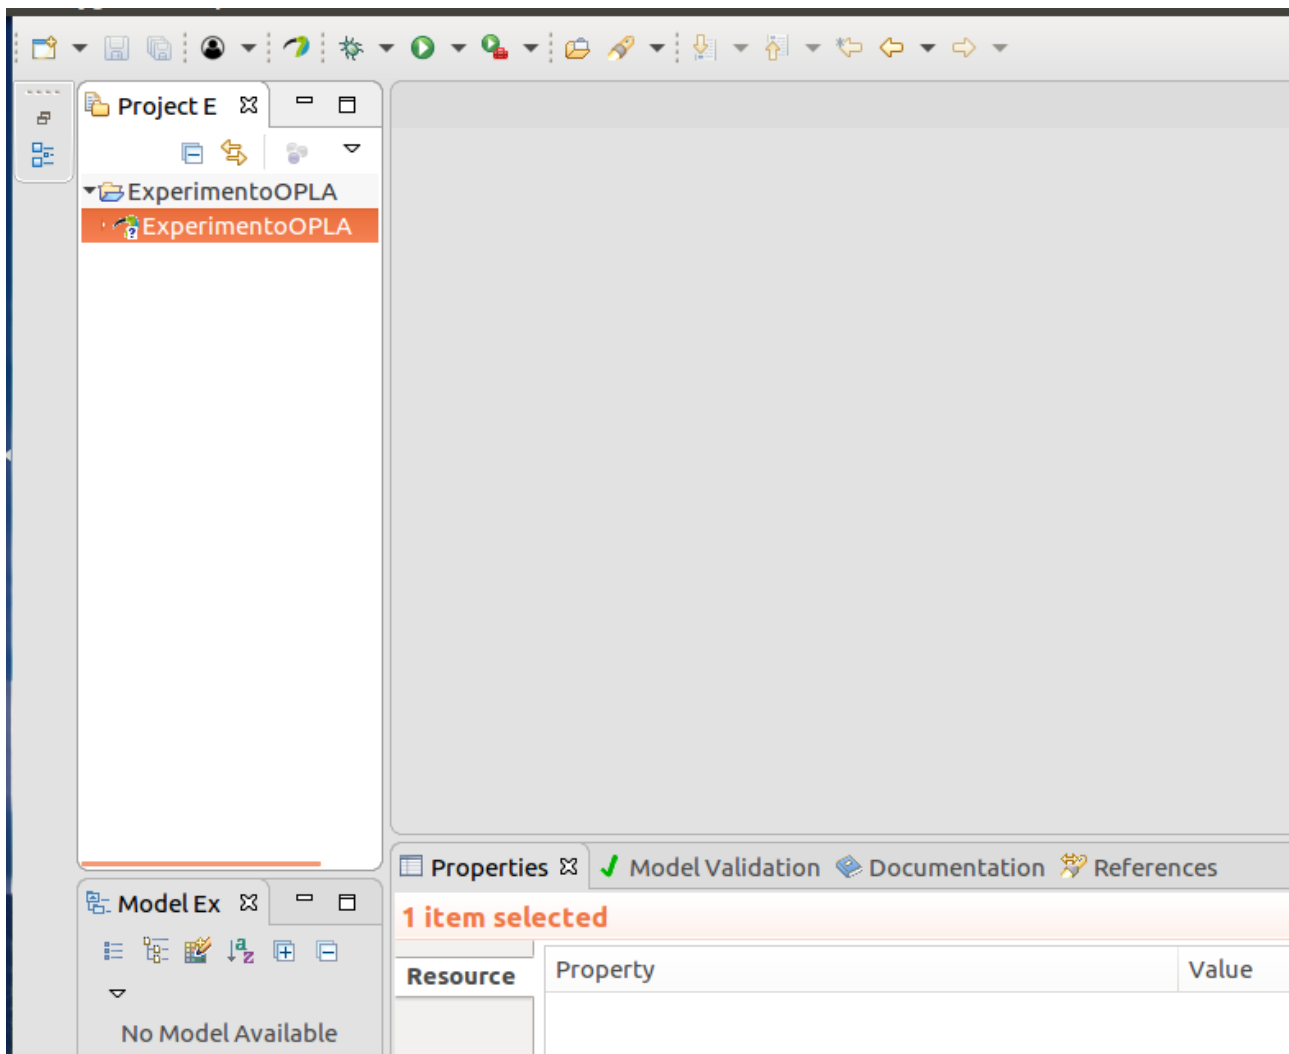 Project E
ExperimentoOPLA
ExperimentoOPLA
Properties
Model Validation
Documentation
References
Model Ex
1 item selected
Resource
Property
Value
No Model Available